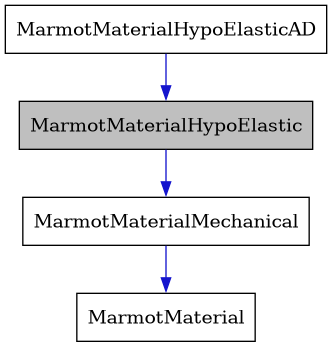 MarmotMaterialHypoElasticAD
MarmotMaterialHypoElastic
MarmotMaterialMechanical
MarmotMaterial